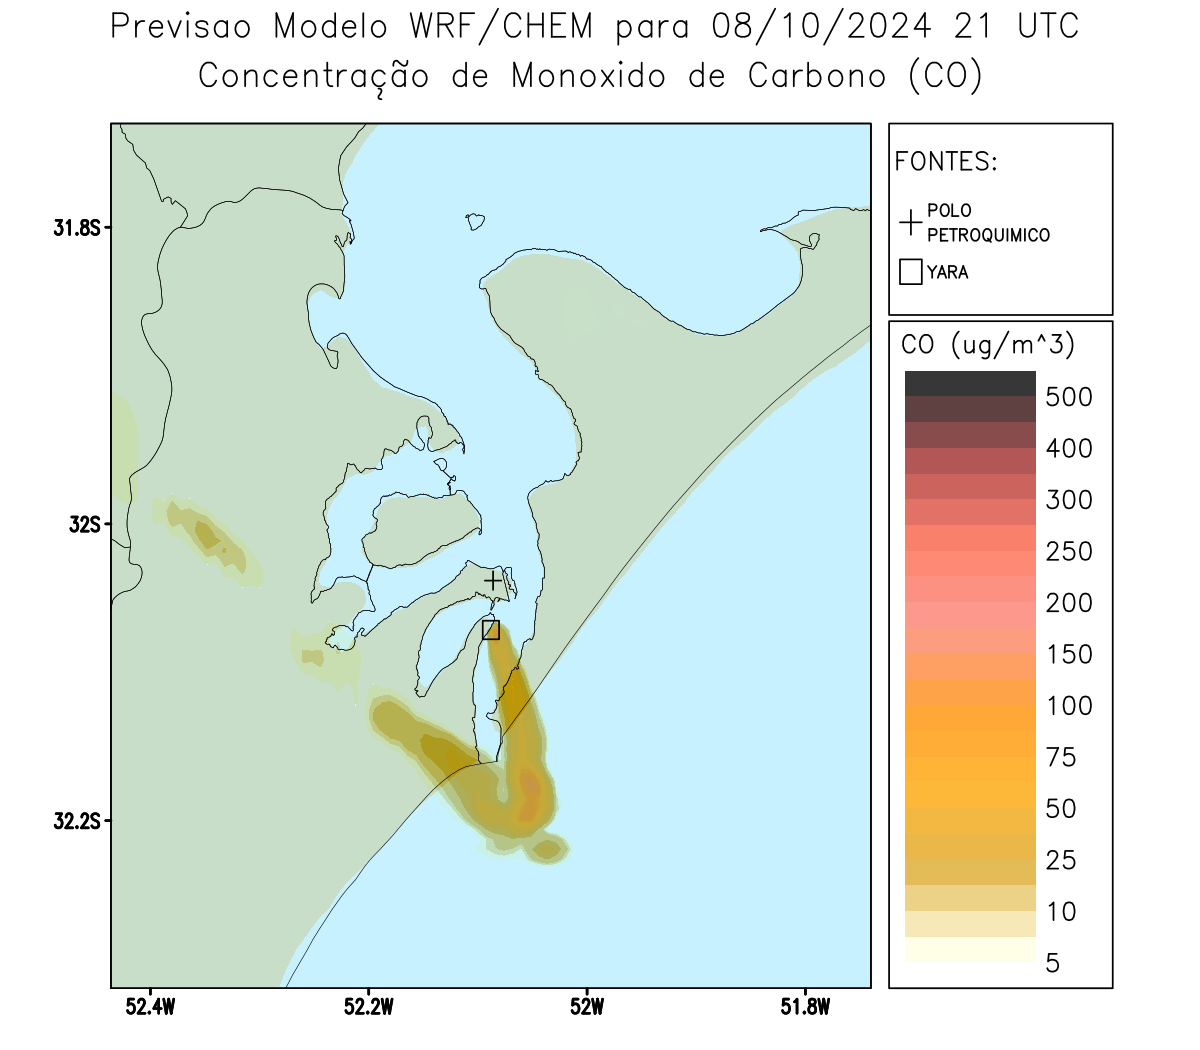 Previsao Modelo WRF/CHEM para 08/10/2024 21 UTC
Concentração de Monoxido de Carbono (CO)
FONTES:
POLO
PETROQUIMICO
YARA
CO (ug/m^3)
500
400
300
250
200
150
100
75
50
25
10
5
31.8S
32S
32.2S
52.4W
52.2W
52W
51.8W